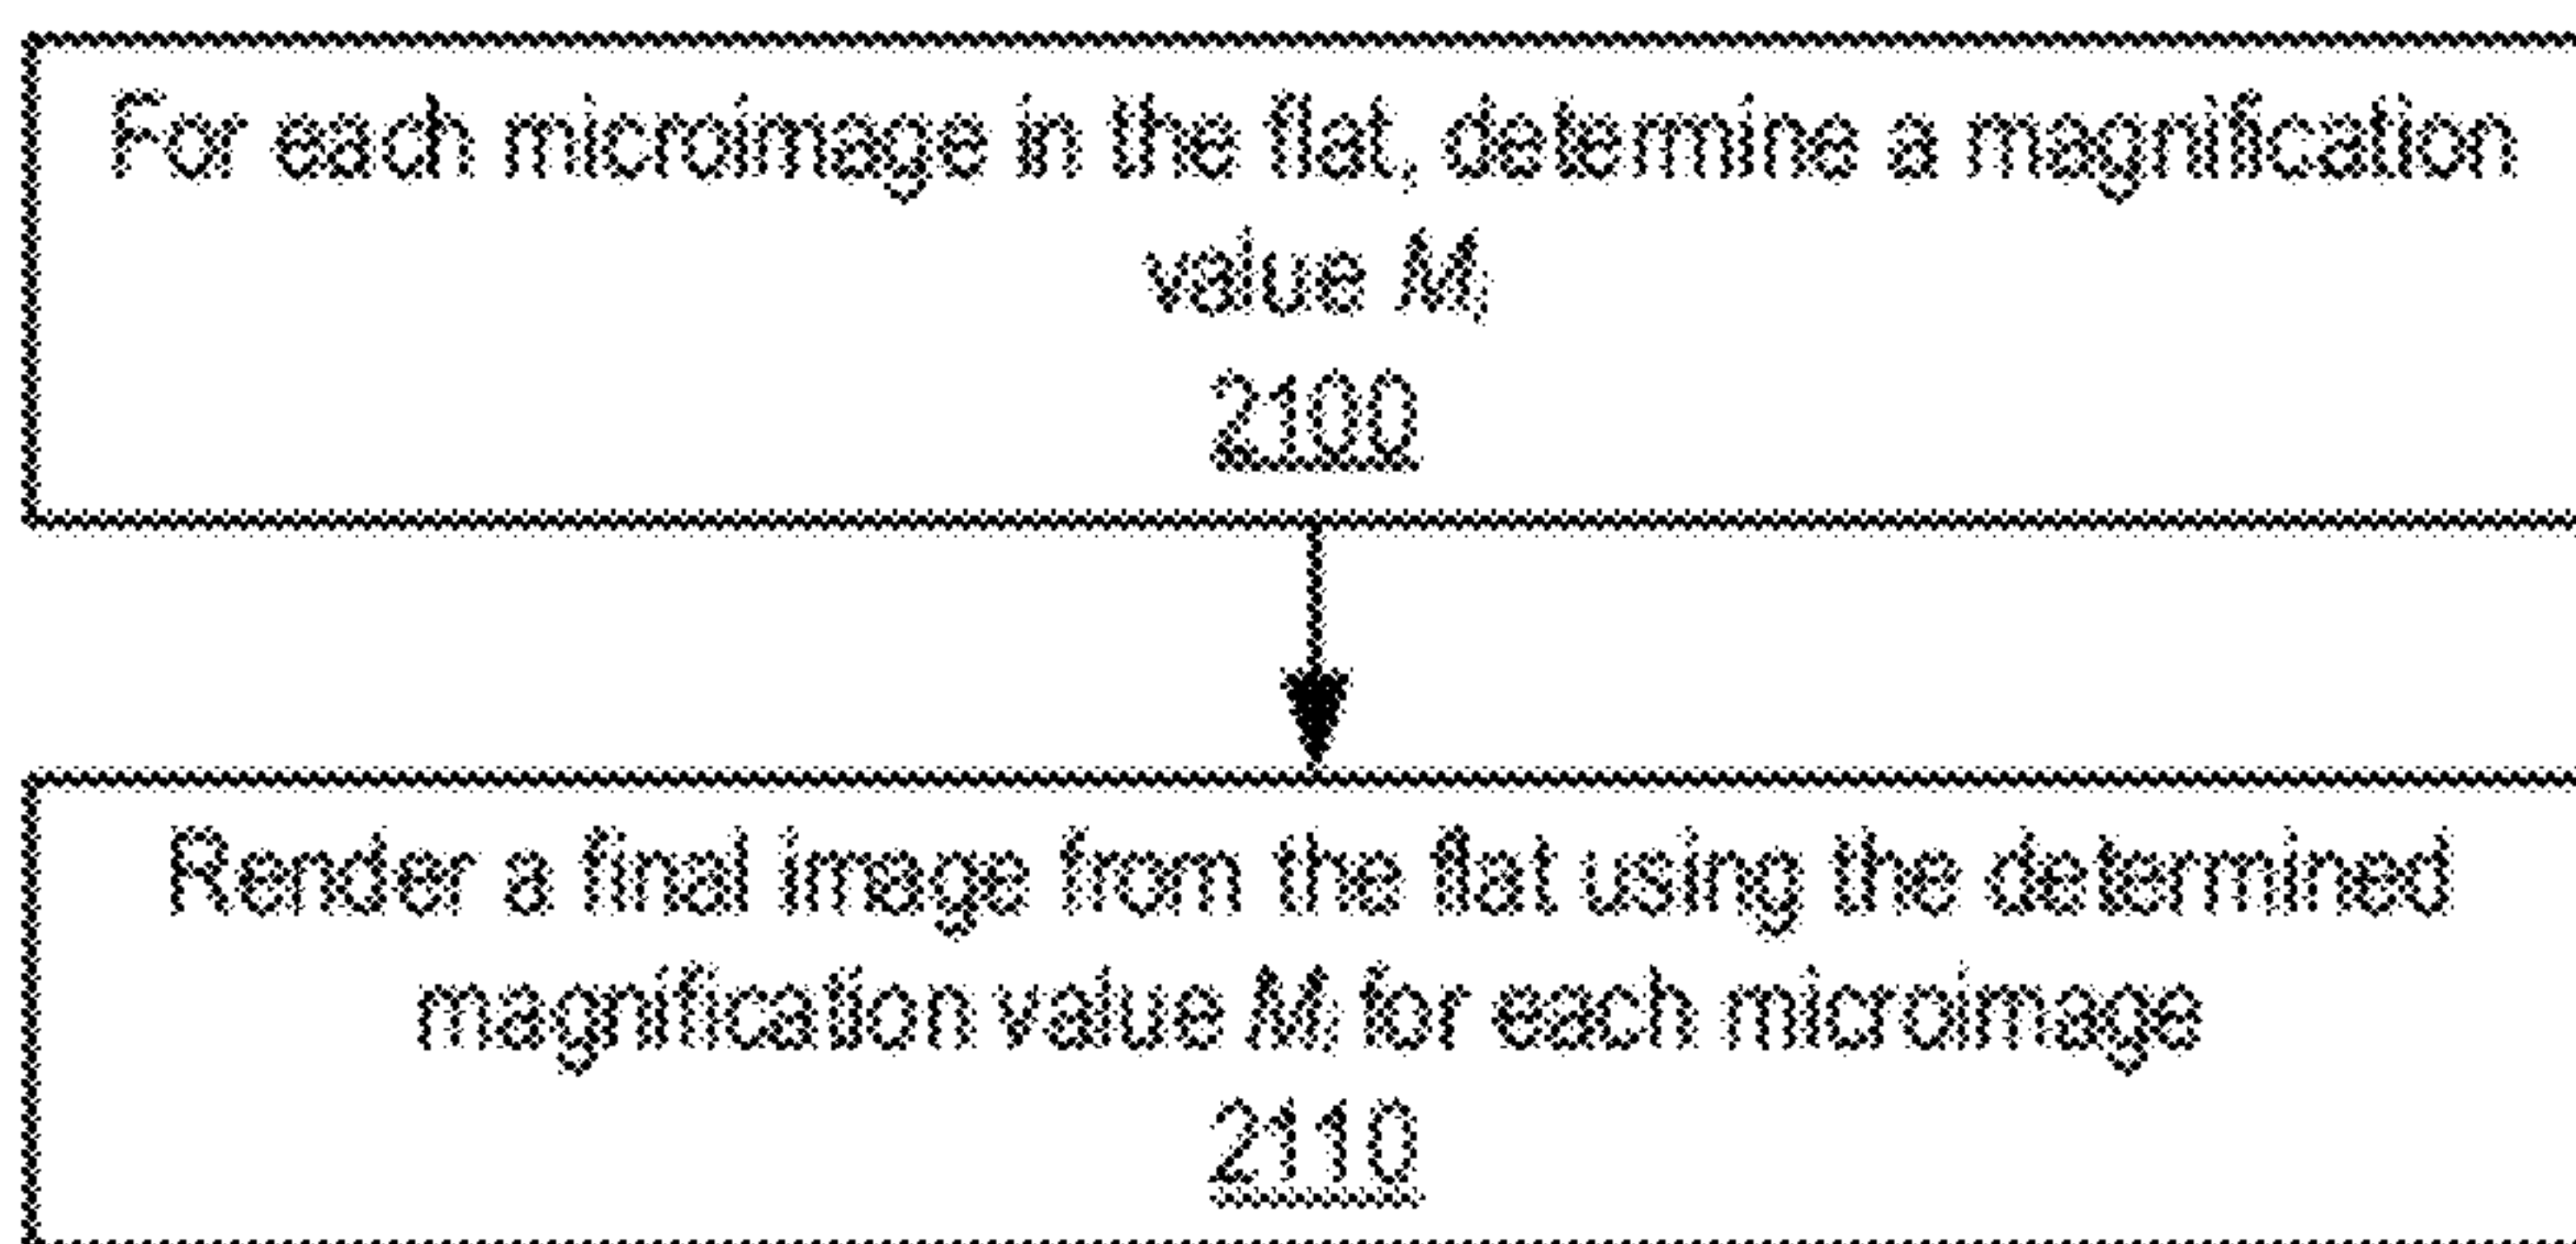 For each microimage in the flat, determine a magnification
value Mᵢ
2100
Render a final image from the flat using the determined
magnification value Mᵢ for each microimage
2110